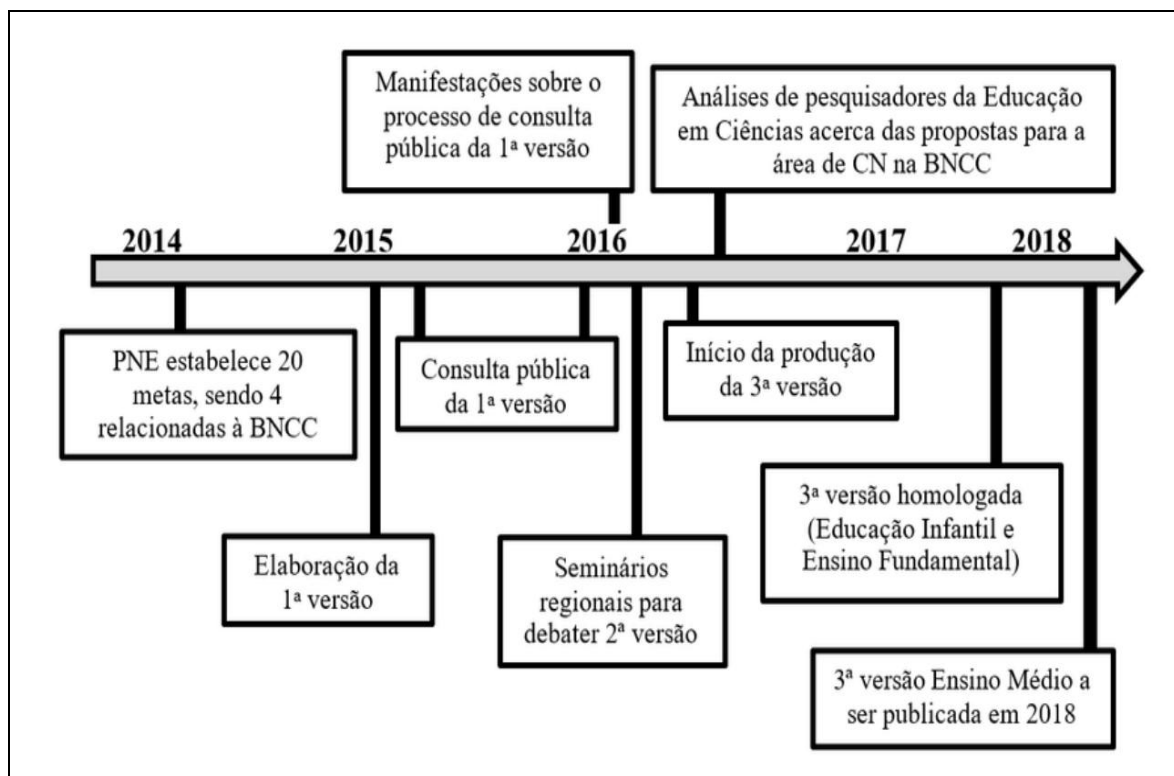 Manifestações sobre o
processo de consulta
pública da 1ª versão
Análises de pesquisadores da Educação
em Ciências acerca das propostas para a
área de CN na BNCC
2014
2015
2016
2017
2018
PNE estabelece 20
metas, sendo 4
relacionadas à BNCC
Consulta pública
da 1ª versão
Início da produção
da 3ª versão
Elaboração da
1ª versão
Seminários
regionais para
debater 2ª versão
3ª versão homologada
(Educação Infantil e
Ensino Fundamental)
3ª versão Ensino Médio a
ser publicada em 2018